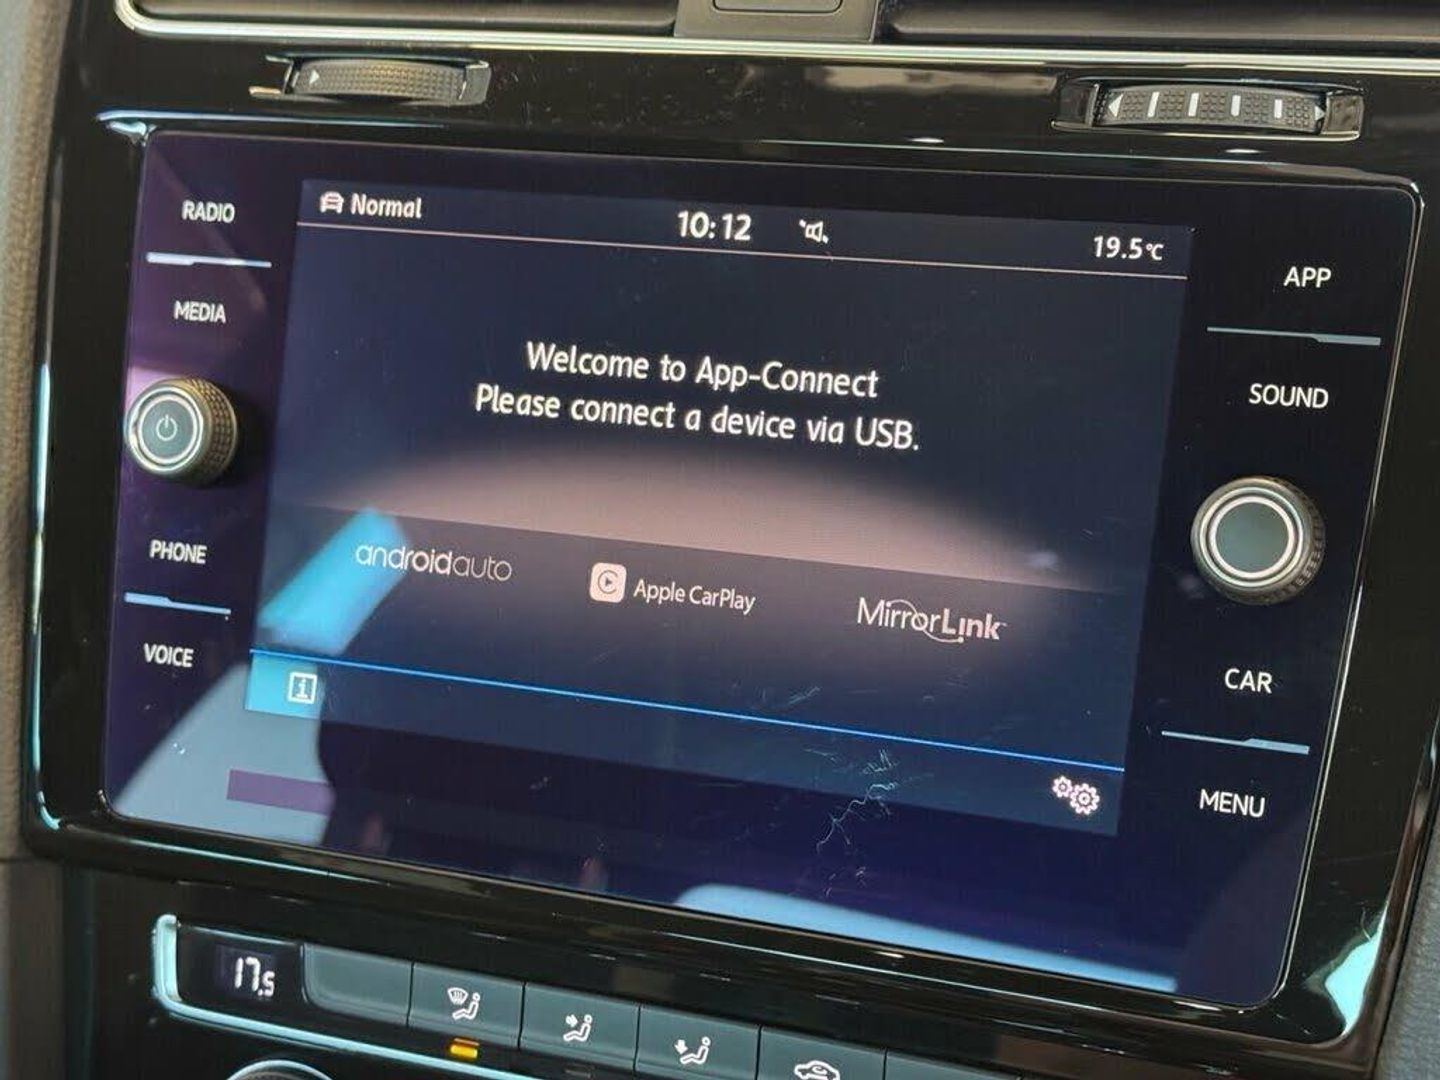 RADIO
MEDIA
PHONE
VOICE
Normal
10:12
19.5°C
Welcome to App-Connect
Please connect a device via USB.
androidauto
Apple CarPlay
MirrorLink
i
APP
SOUND
CAR
MENU
17.5